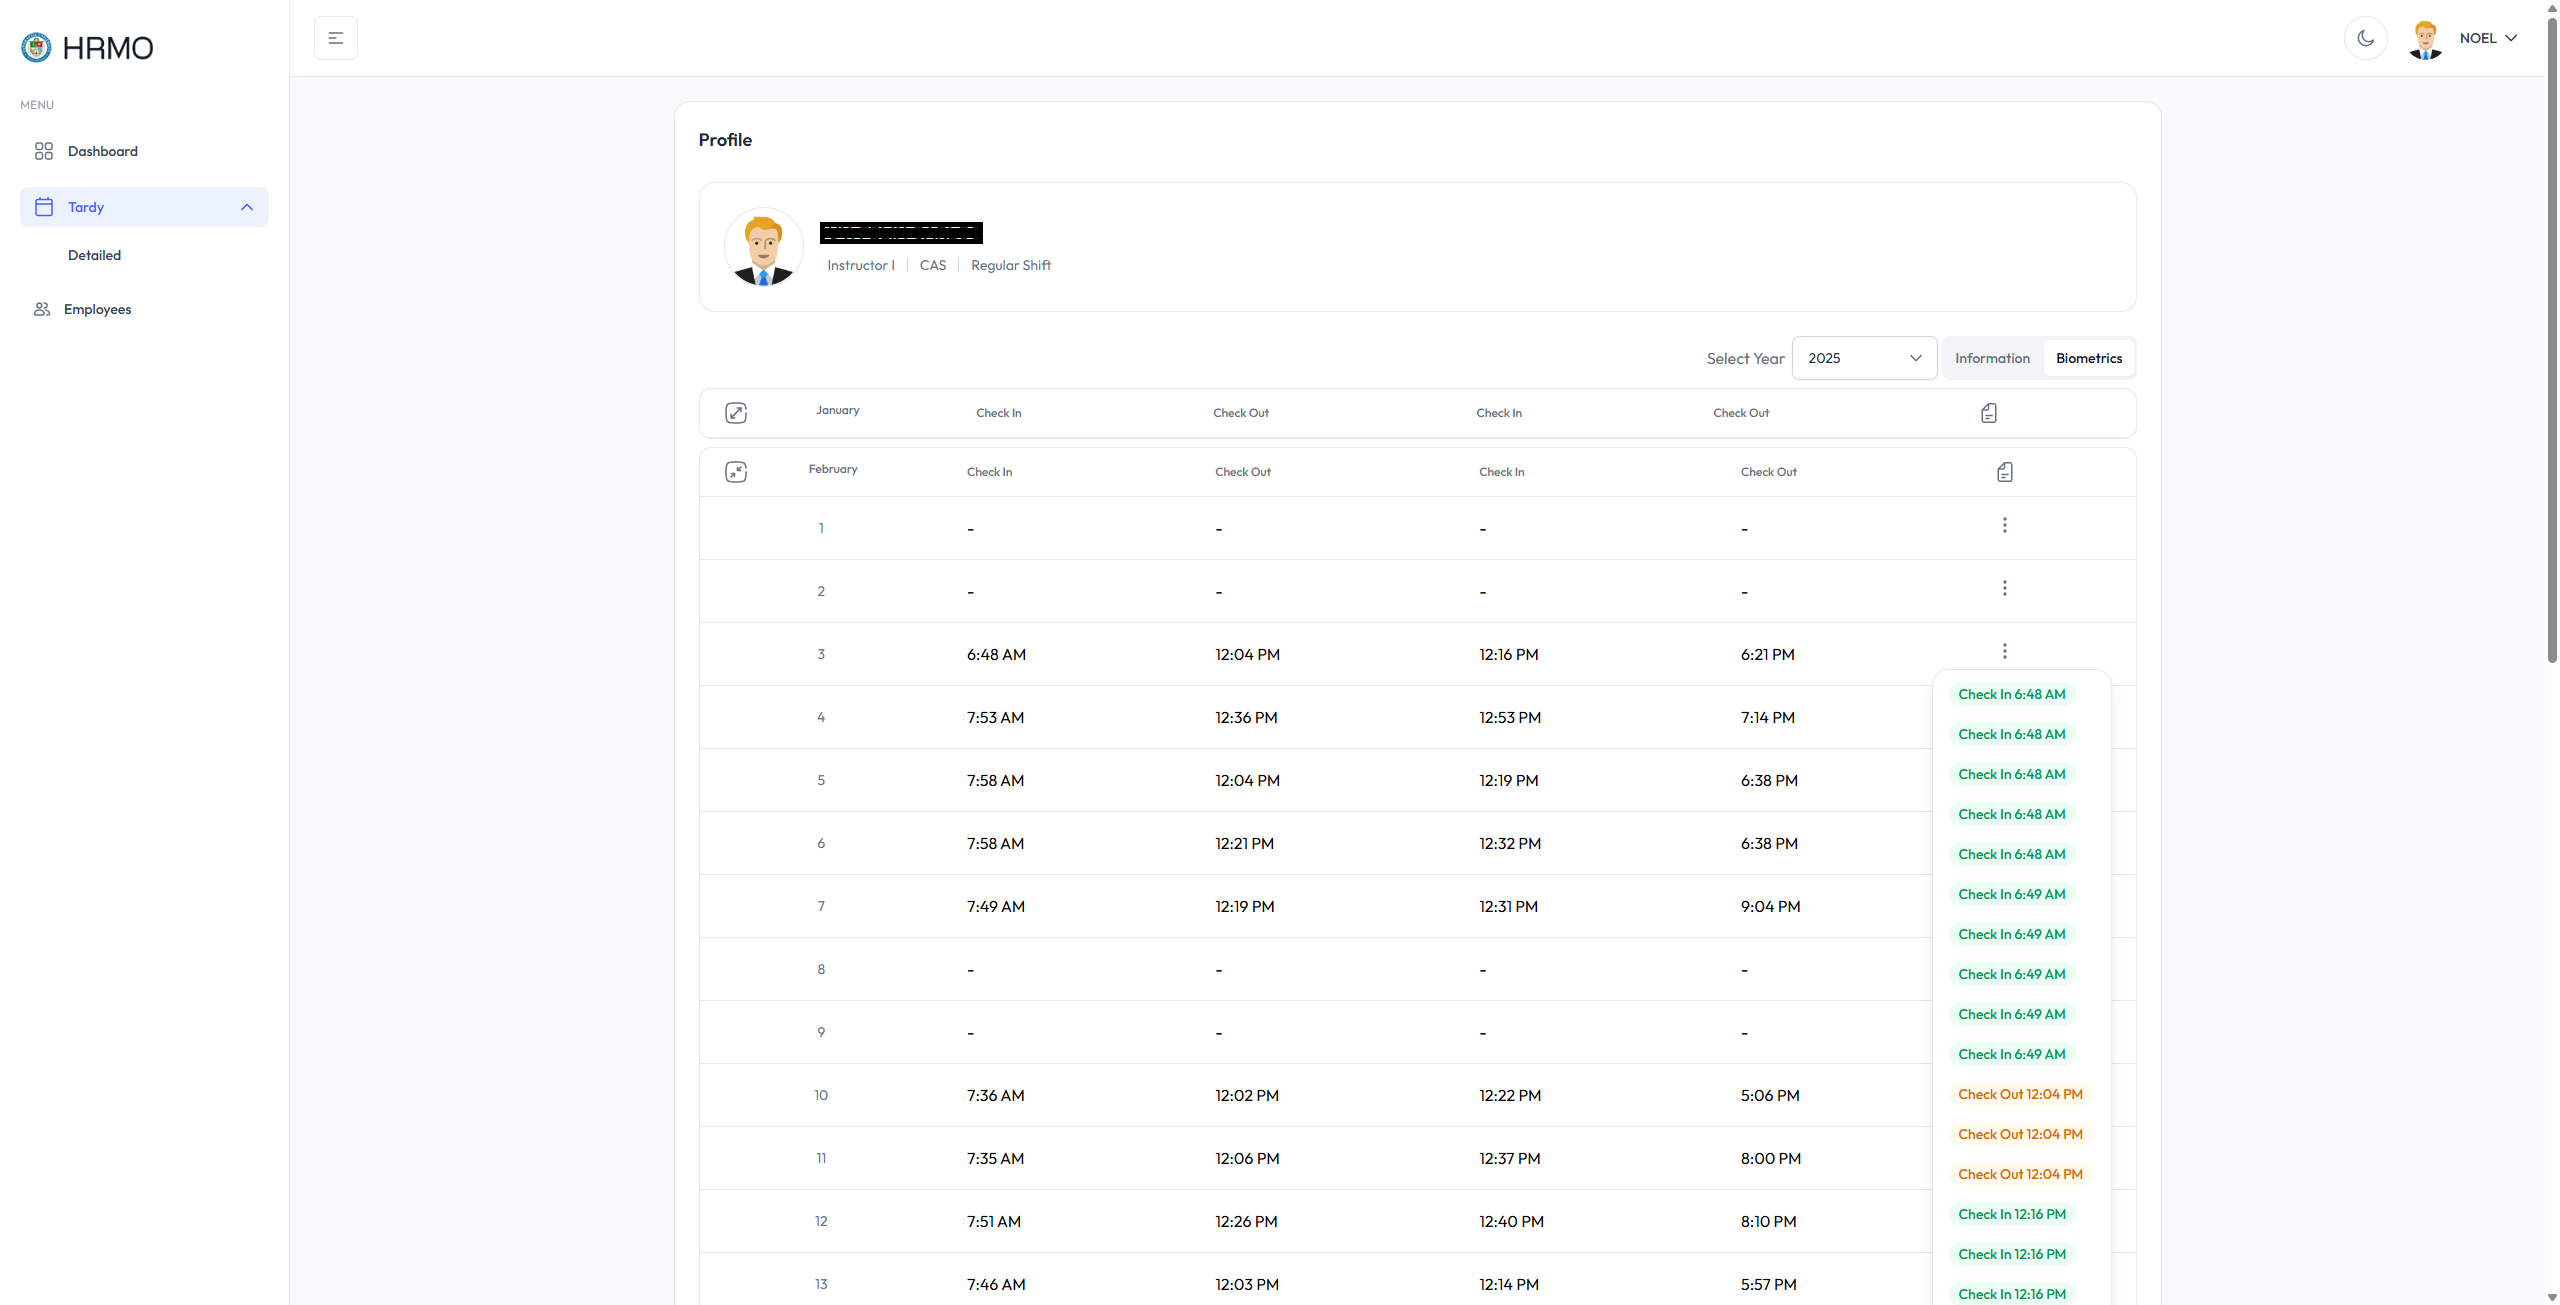 HRMO
NOEL
MENU
Dashboard
Tardy
Detailed
Employees
Profile
Instructor I CAS Regular Shift
Select Year 2025 Information Biometrics
January Check In Check Out Check In Check Out
February Check In Check Out Check In Check Out
1 - - - -
2 - - - -
3 6:48 AM 12:04 PM 12:16 PM 6:21 PM
4 7:53 AM 12:36 PM 12:53 PM 7:14 PM
5 7:58 AM 12:04 PM 12:19 PM 6:38 PM
6 7:58 AM 12:21 PM 12:32 PM 6:38 PM
7 7:49 AM 12:19 PM 12:31 PM 9:04 PM
8 - - - -
9 - - - -
10 7:36 AM 12:02 PM 12:22 PM 5:06 PM
11 7:35 AM 12:06 PM 12:37 PM 8:00 PM
12 7:51 AM 12:26 PM 12:40 PM 8:10 PM
13 7:46 AM 12:03 PM 12:14 PM 5:57 PM
Check In 6:48 AM
Check In 6:48 AM
Check In 6:48 AM
Check In 6:48 AM
Check In 6:48 AM
Check In 6:49 AM
Check In 6:49 AM
Check In 6:49 AM
Check In 6:49 AM
Check In 6:49 AM
Check Out 12:04 PM
Check Out 12:04 PM
Check Out 12:04 PM
Check In 12:16 PM
Check In 12:16 PM
Check In 12:16 PM